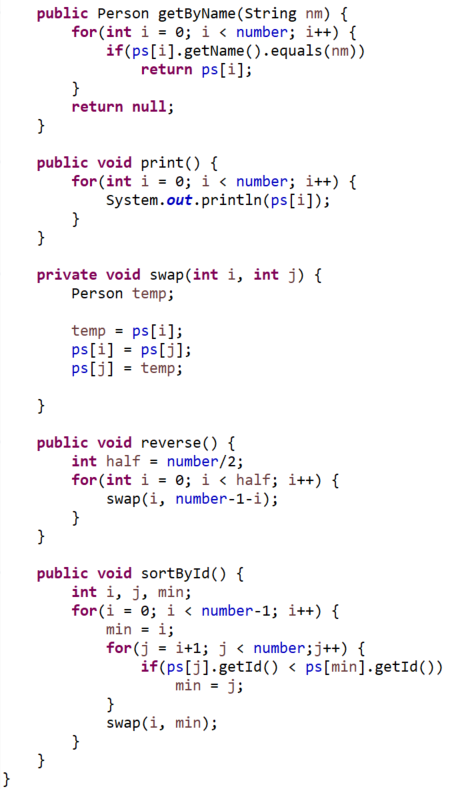 public Person getByName(String nm) {
for(int i = 0; i < number; i++) {
if(ps[i].getName().equals(nm))
return ps[i];
}
return null;
}
public void print() {
for(int i = 0; i < number; i++) {
System.out.println(ps[i]);
}
}
private void swap(int i, int j) {
Person temp;
temp = ps[i];
ps[i] = ps[j];
ps[j] = temp;
}
public void reverse() {
int half = number/2;
for(int i = 0; i < half; i++) {
swap(i, number-1-i);
}
}
public void sortById() {
int i, j, min;
for(i = 0; i < number-1; i++) {
min = i;
for(j = i+1; j < number;j++) {
if(ps[j].getId() < ps[min].getId())
min = j;
}
swap(i, min);
}
}
}